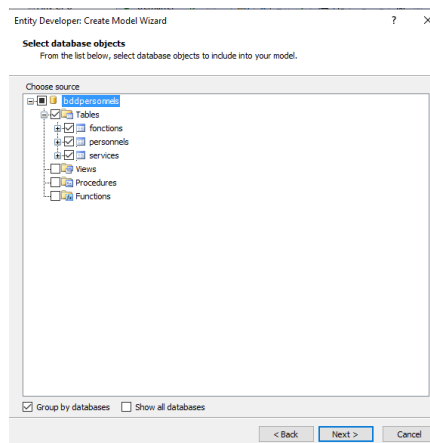 Entity Developer: Create Model Wizard
Select database objects
From the list below, select database objects to include into your model.
Choose source
bddpersonnels
Tables
fonctions
personnels
services
Views
Procedures
Functions
Group by databases Show all databases
< Back Next > Cancel